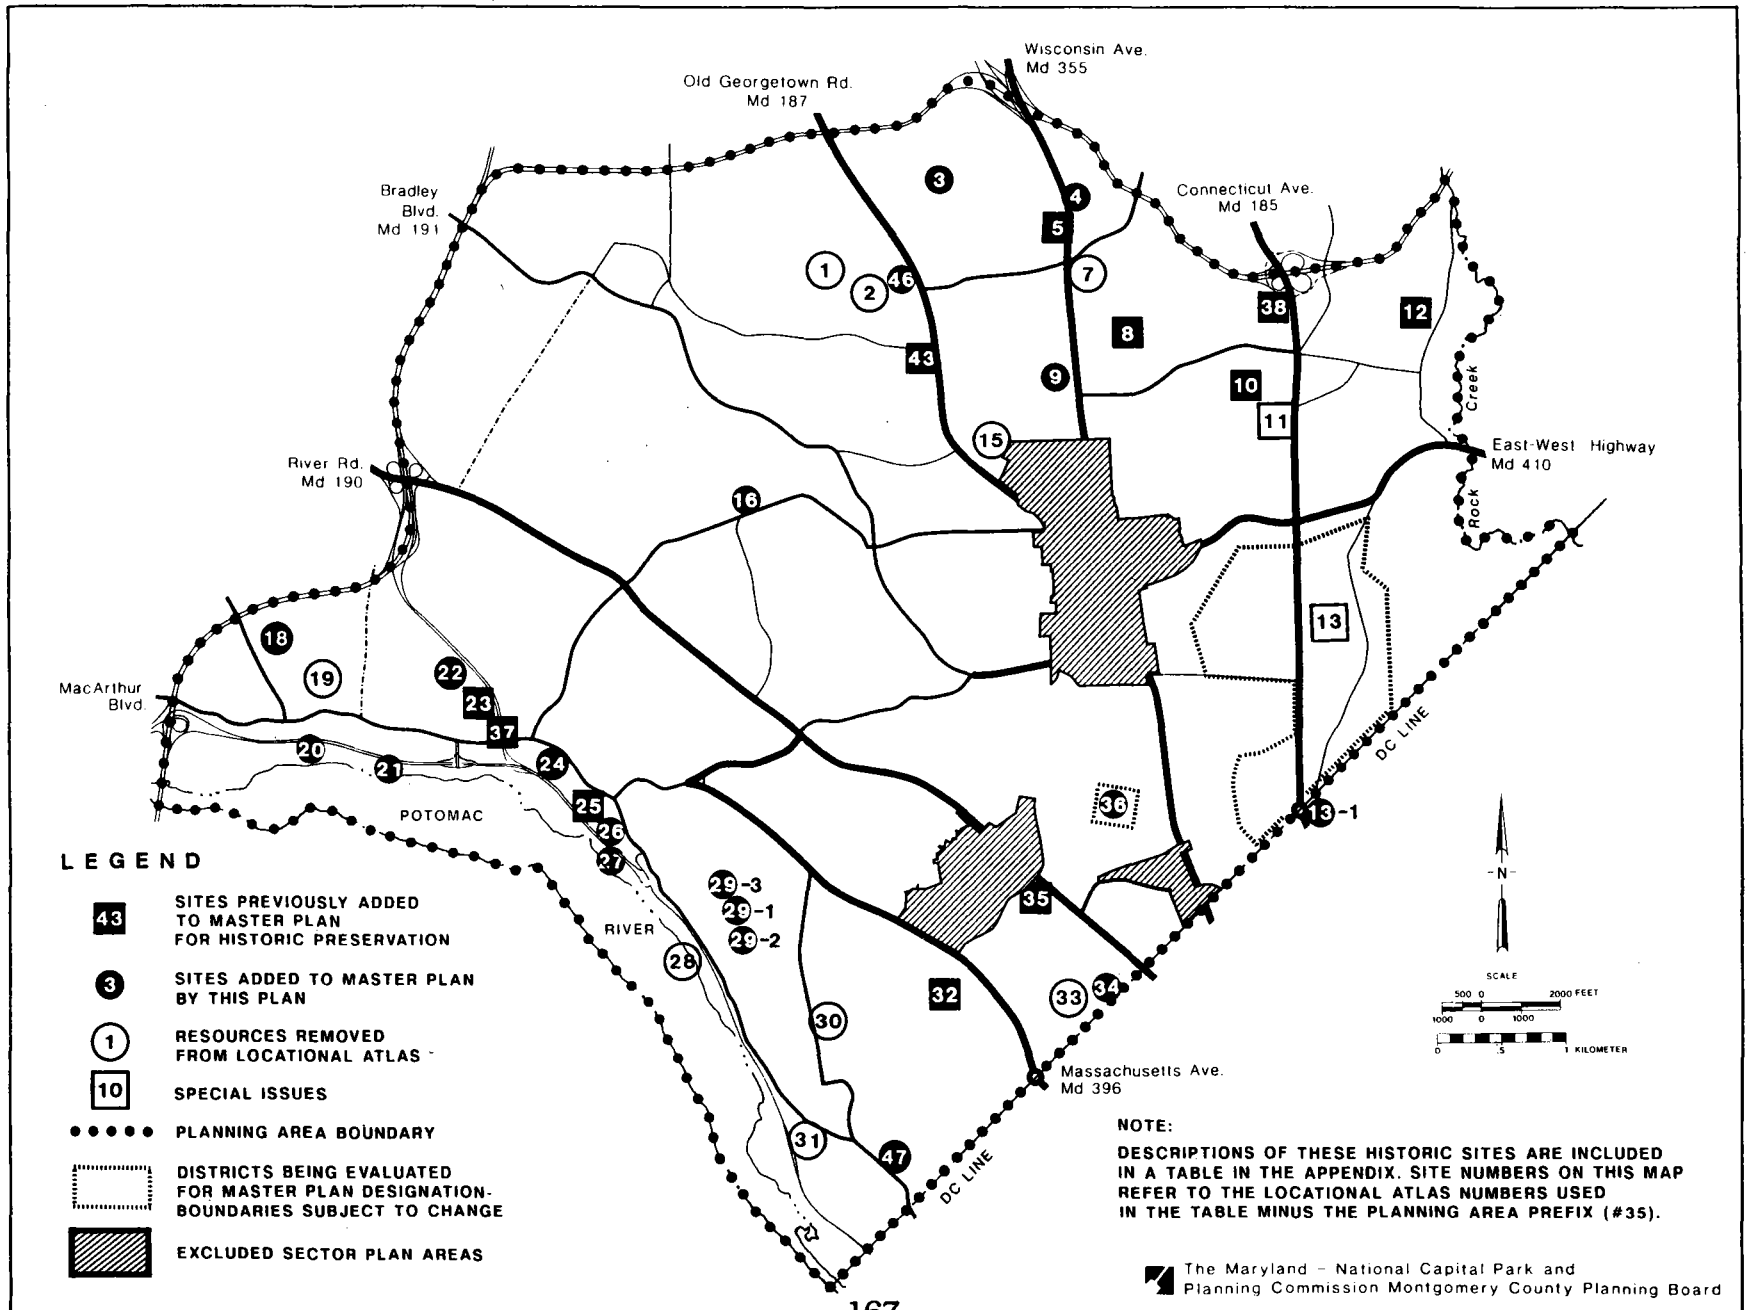 Wisconsin Ave.
Md 355
Old Georgetown Rd.
Md 187
Bradley
Blvd.
Md 191
Connecticut Ave.
Md 185
3
4
5
1
2
46
7
38
12
8
43
9
10
11
15
Creek
Rock
East-West Highway
Md 410
River Rd.
Md 190
16
13
18
19
22
23
37
MacArthur
Blvd.
20
21
24
25
26
27
36
13-1
DC LINE
POTOMAC
RIVER
29-3
29-1
29-2
28
35
32
33
34
30
31
47
Massachusetts Ave.
Md 396
DC LINE
LEGEND
43
SITES PREVIOUSLY ADDED
TO MASTER PLAN
FOR HISTORIC PRESERVATION
3
SITES ADDED TO MASTER PLAN
BY THIS PLAN
1
RESOURCES REMOVED
FROM LOCATIONAL ATLAS
10
SPECIAL ISSUES
PLANNING AREA BOUNDARY
DISTRICTS BEING EVALUATED
FOR MASTER PLAN DESIGNATION-
BOUNDARIES SUBJECT TO CHANGE
EXCLUDED SECTOR PLAN AREAS
-N-
SCALE
500 0 2000 FEET
1000 0 1000
0 .5 1 KILOMETER
NOTE:
DESCRIPTIONS OF THESE HISTORIC SITES ARE INCLUDED
IN A TABLE IN THE APPENDIX. SITE NUMBERS ON THIS MAP
REFER TO THE LOCATIONAL ATLAS NUMBERS USED
IN THE TABLE MINUS THE PLANNING AREA PREFIX (#35).
The Maryland - National Capital Park and
Planning Commission Montgomery County Planning Board
167